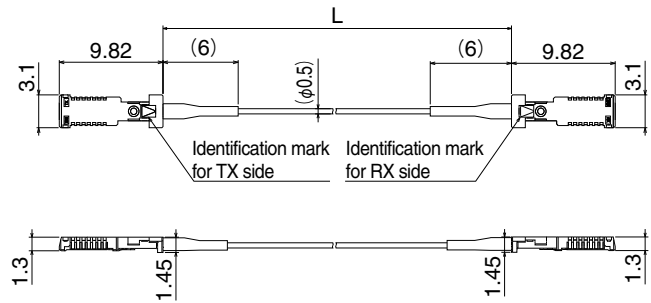 L
9.82
(6)
(6)
9.82
3.1
(φ0.5)
3.1
Identification mark
for TX side
Identification mark
for RX side
1.3
1.45
1.45
1.3